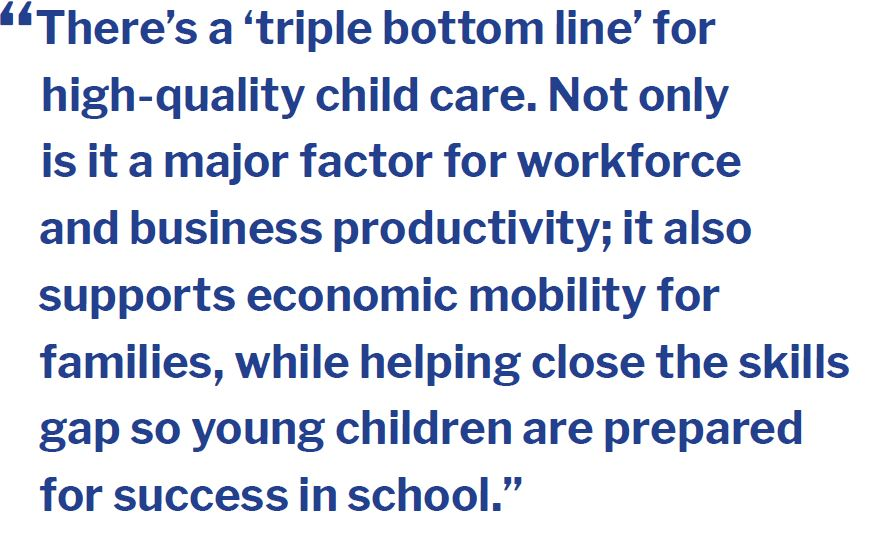 “There’s a ‘triple bottom line’ for
high-quality child care. Not only
is it a major factor for workforce
and business productivity; it also
supports economic mobility for
families, while helping close the skills
gap so young children are prepared
for success in school.”